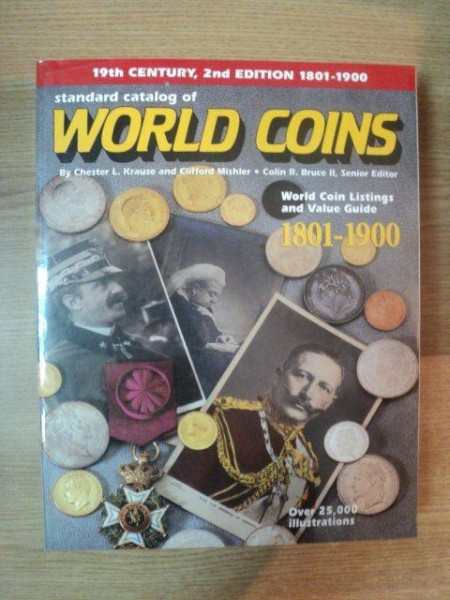 19th CENTURY, 2nd EDITION 1801-1900
standard catalog of
WORLD COINS
By Chester L. Krause and Clifford Mishler • Colin R. Bruce II, Senior Editor
World Coin Listings
and Value Guide
1801-1900
Over 25,000
illustrations